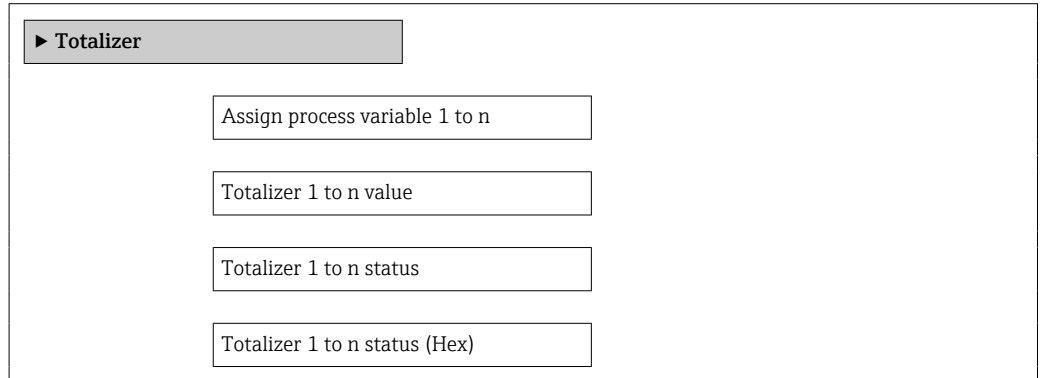 ▶ Totalizer
Assign process variable 1 to n
Totalizer 1 to n value
Totalizer 1 to n status
Totalizer 1 to n status (Hex)